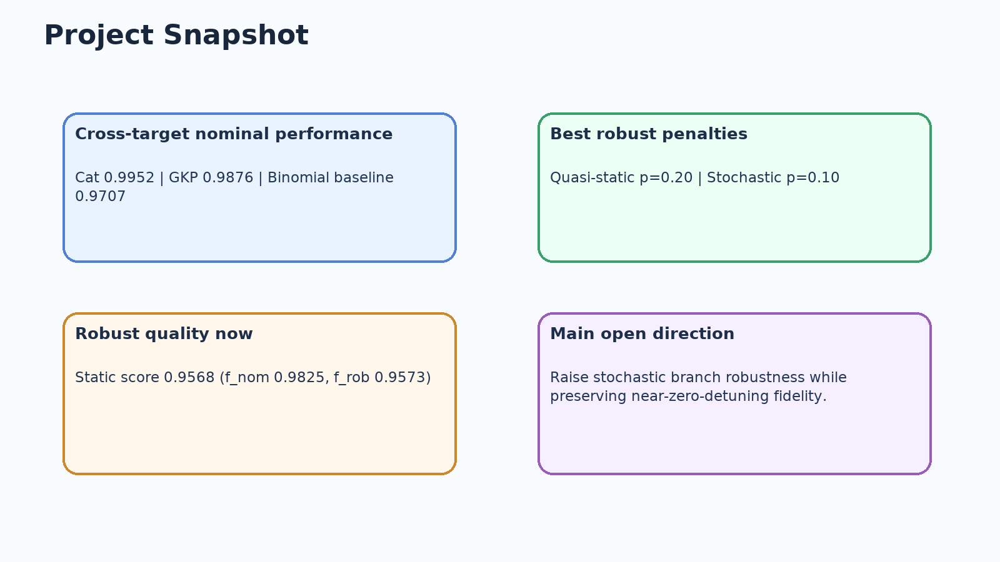 Project Snapshot
Cross-target nominal performance
Cat 0.9952 | GKP 0.9876 | Binomial baseline
0.9707
Best robust penalties
Quasi-static p=0.20 | Stochastic p=0.10
Robust quality now
Static score 0.9568 (f_nom 0.9825, f_rob 0.9573)
Main open direction
Raise stochastic branch robustness while
preserving near-zero-detuning fidelity.